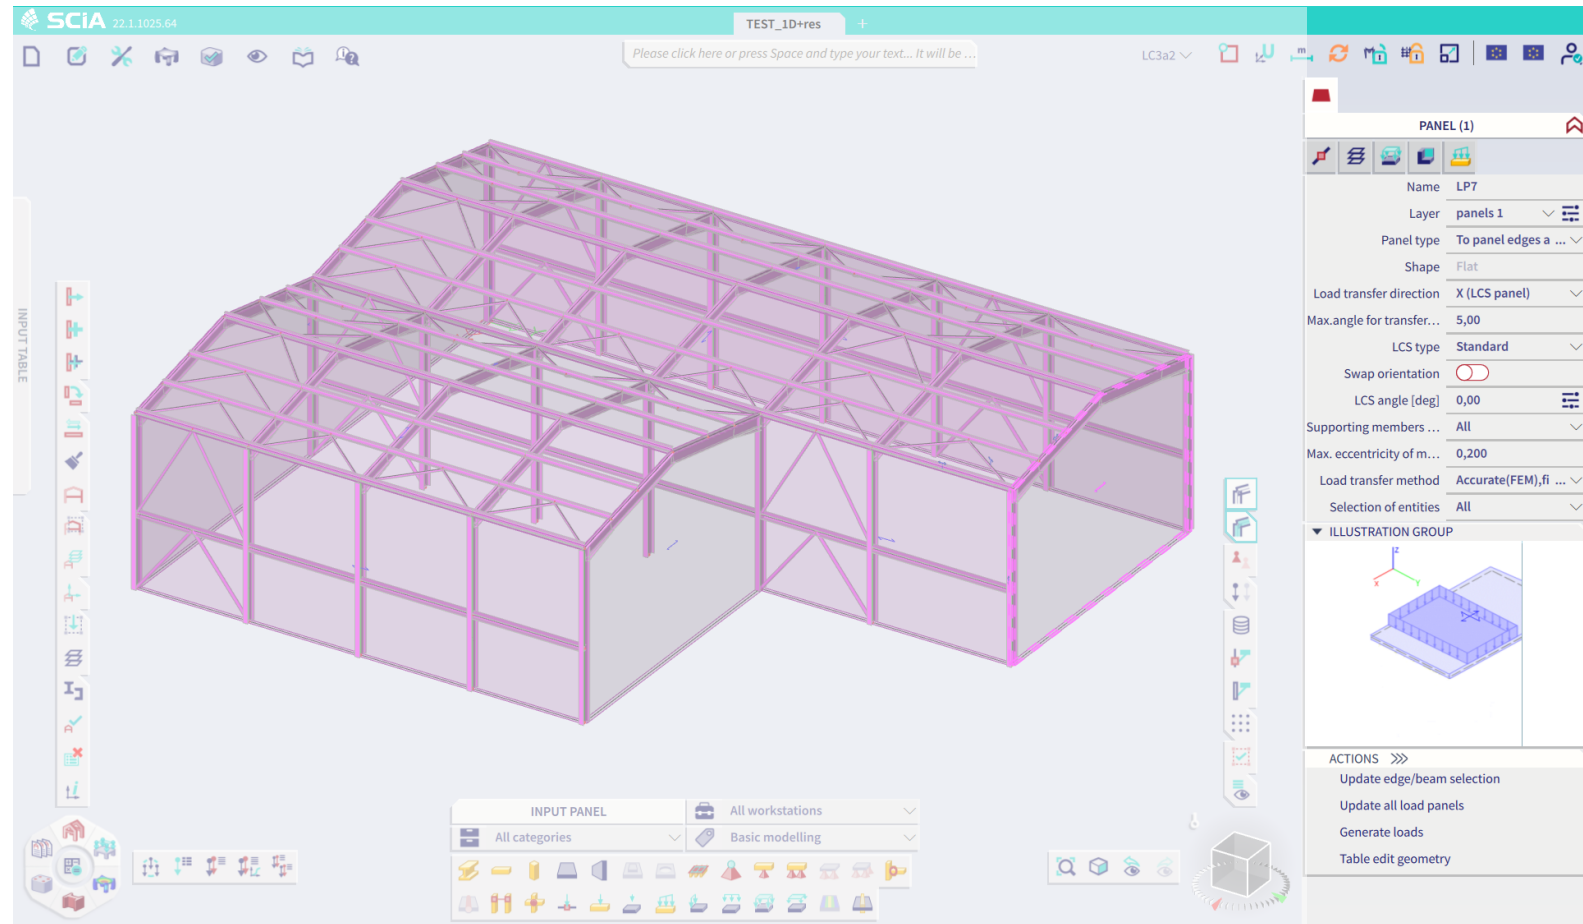 SCiA 22.1.1025.64
TEST_1D+res
Please click here or press Space and type your text... It will be ...
LC3a2
PANEL (1)
Name LP7
Layer panels 1
Panel type To panel edges a ...
Shape Flat
Load transfer direction X (LCS panel)
Max.angle for transfer... 5,00
LCS type Standard
Swap orientation
LCS angle [deg] 0,00
Supporting members ... All
Max. eccentricity of m... 0,200
Load transfer method Accurate(FEM),fi ...
Selection of entities All
ILLUSTRATION GROUP
Z
X
Y
ACTIONS >>>
Update edge/beam selection
Update all load panels
Generate loads
Table edit geometry
INPUT TABLE
INPUT PANEL
All workstations
All categories
Basic modelling